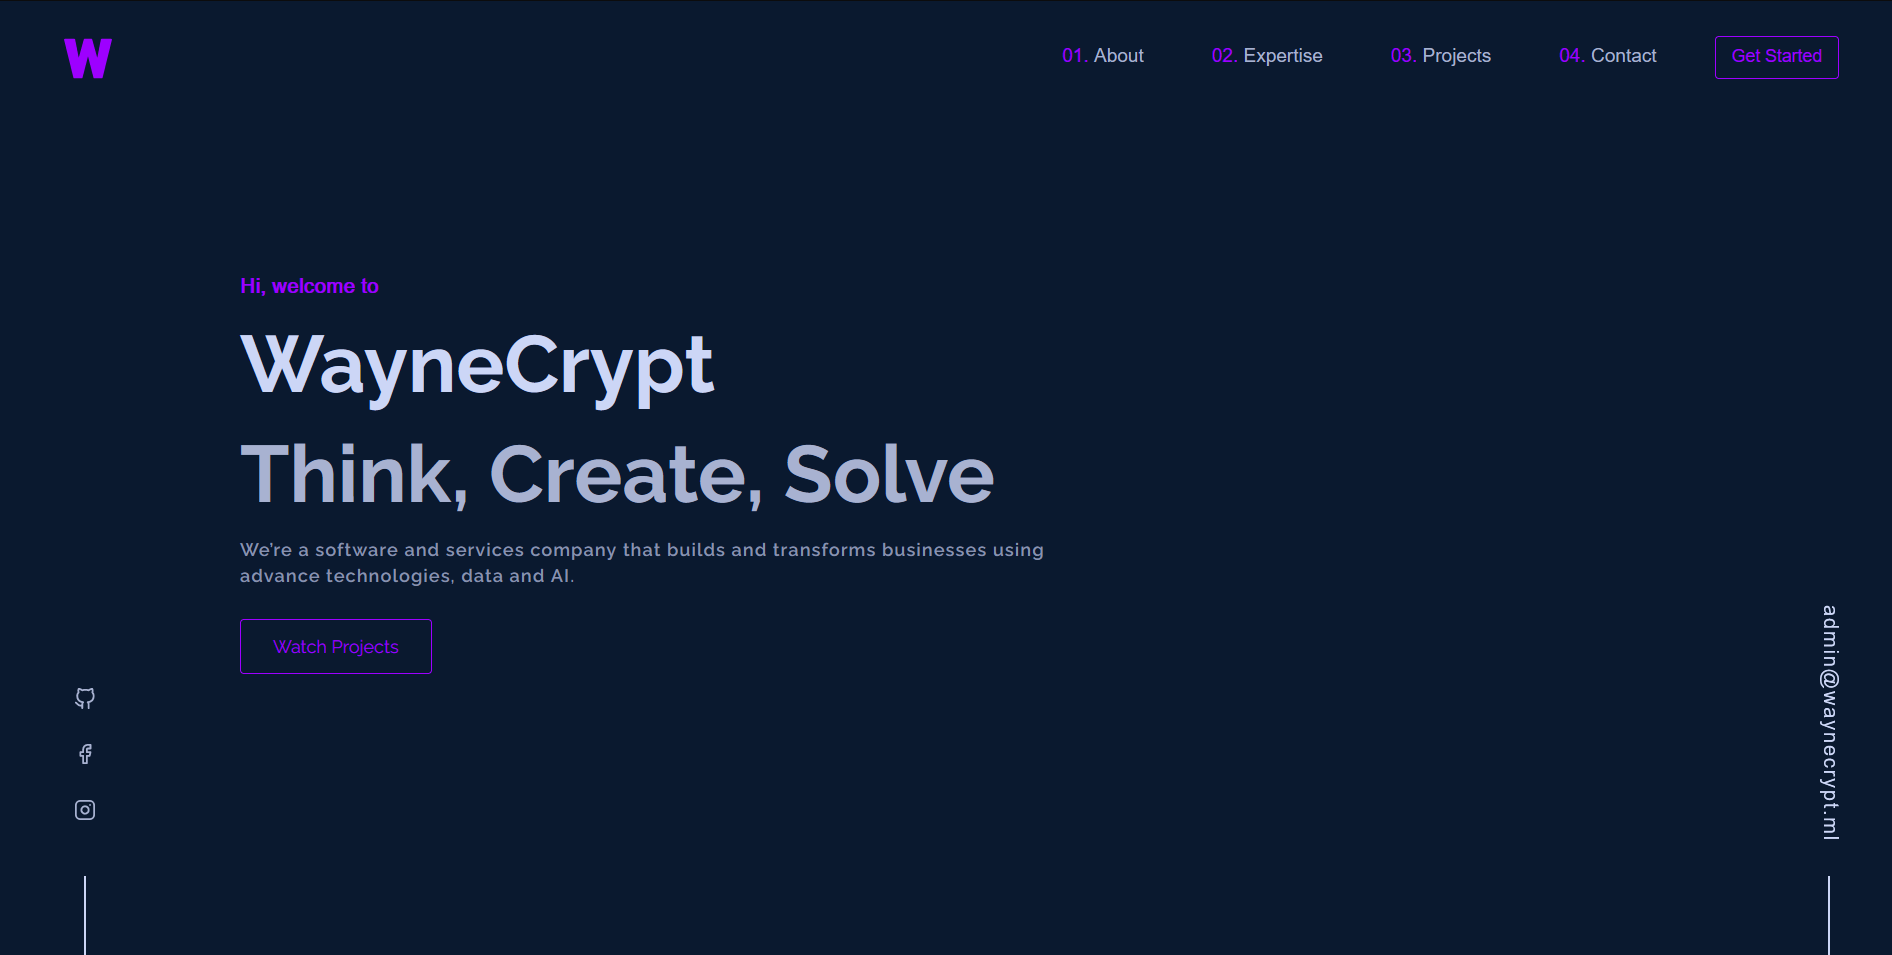 W
01. About
02. Expertise
03. Projects
04. Contact
Get Started
Hi, welcome to
WayneCrypt
Think, Create, Solve
We’re a software and services company that builds and transforms businesses using
advance technologies, data and AI.
Watch Projects
admin@waynecrypt.ml